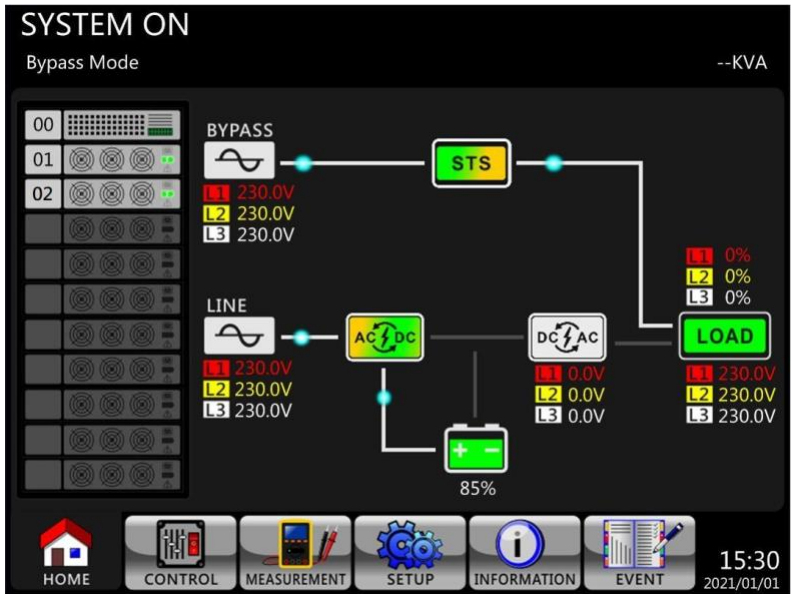 SYSTEM ON
Bypass Mode
--KVA
00
01
02
BYPASS
L1 230.0V
L2 230.0V
L3 230.0V
STS
L1 0%
L2 0%
L3 0%
LINE
L1 230.0V
L2 230.0V
L3 230.0V
AC DC
DC AC
L1 0.0V
L2 0.0V
L3 0.0V
LOAD
L1 230.0V
L2 230.0V
L3 230.0V
+ −
85%
HOME
CONTROL
MEASUREMENT
SETUP
INFORMATION
EVENT
15:30
2021/01/01